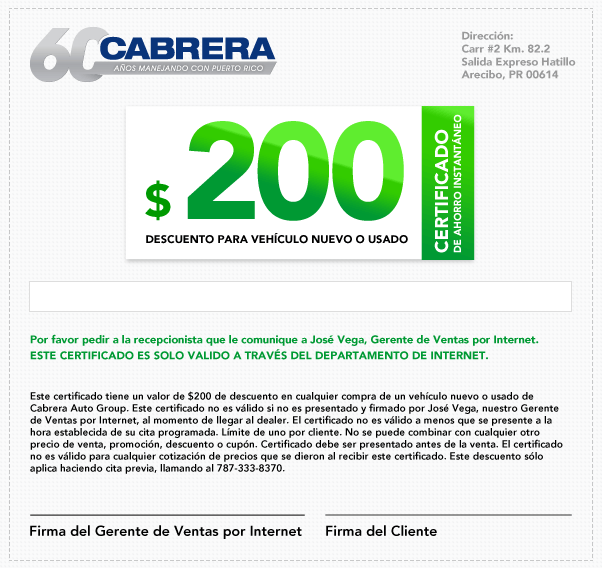 60 CABRERA
AÑOS MANEJANDO CON PUERTO RICO
Dirección:
Carr #2 Km. 82.2
Salida Expreso Hatillo
Arecibo, PR 00614
$200
DESCUENTO PARA VEHÍCULO NUEVO O USADO
CERTIFICADO
DE AHORRO INSTANTÁNEO
Por favor pedir a la recepcionista que le comunique a José Vega, Gerente de Ventas por Internet.
ESTE CERTIFICADO ES SOLO VALIDO A TRAVÉS DEL DEPARTAMENTO DE INTERNET.
Este certificado tiene un valor de $200 de descuento en cualquier compra de un vehículo nuevo o usado de
Cabrera Auto Group. Este certificado no es válido si no es presentado y firmado por José Vega, nuestro Gerente
de Ventas por Internet, al momento de llegar al dealer. El certificado no es válido a menos que se presente a la
hora establecida de su cita programada. Límite de uno por cliente. No se puede combinar con cualquier otro
precio de venta, promoción, descuento o cupón. Certificado debe ser presentado antes de la venta. El certificado
no es válido para cualquier cotización de precios que se dieron al recibir este certificado. Este descuento sólo
aplica haciendo cita previa, llamando al 787-333-8370.
Firma del Gerente de Ventas por Internet
Firma del Cliente